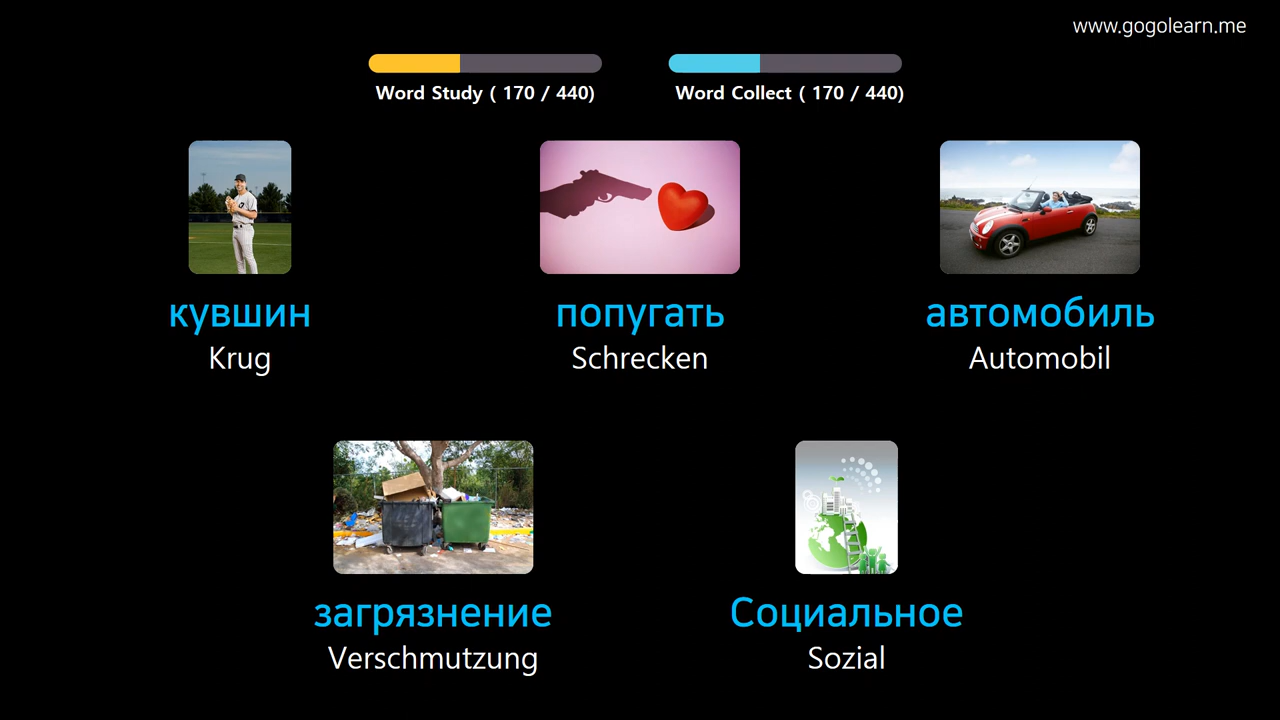 www.gogolearn.me
Word Study ( 170 / 440)
Word Collect ( 170 / 440)
кувшин
Krug
попугать
Schrecken
автомобиль
Automobil
загрязнение
Verschmutzung
Социальное
Sozial